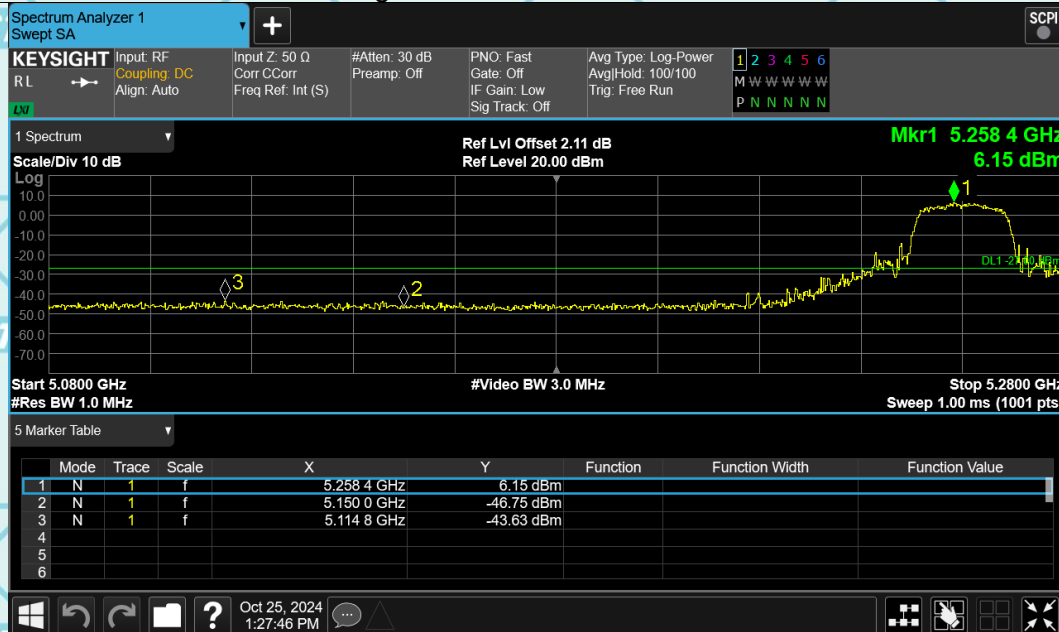 Spectrum Analyzer 1
Swept SA
+
SCPI
KEYSIGHT
RL
LXI
Input: RF
Coupling: DC
Align: Auto
Input Z: 50 Ω
Corr CCorr
Freq Ref: Int (S)
#Atten: 30 dB
Preamp: Off
PNO: Fast
Gate: Off
IF Gain: Low
Sig Track: Off
Avg Type: Log-Power
Avg|Hold: 100/100
Trig: Free Run
1 2 3 4 5 6
M W W W W W
P N N N N N
1 Spectrum
Scale/Div 10 dB
Ref Lvl Offset 2.11 dB
Ref Level 20.00 dBm
Mkr1 5.258 4 GHz
6.15 dBm
Log
10.0
0.00
-10.0
-20.0
-30.0
-40.0
-50.0
-60.0
-70.0
1
2
3
Start 5.0800 GHz
#Res BW 1.0 MHz
#Video BW 3.0 MHz
Stop 5.2800 GHz
Sweep 1.00 ms (1001 pts
5 Marker Table
Mode Trace Scale X Y Function Function Width Function Value
1 N 1 f 5.258 4 GHz 6.15 dBm
2 N 1 f 5.150 0 GHz -46.75 dBm
3 N 1 f 5.114 8 GHz -43.63 dBm
4
5
6
?
Oct 25, 2024
1:27:46 PM